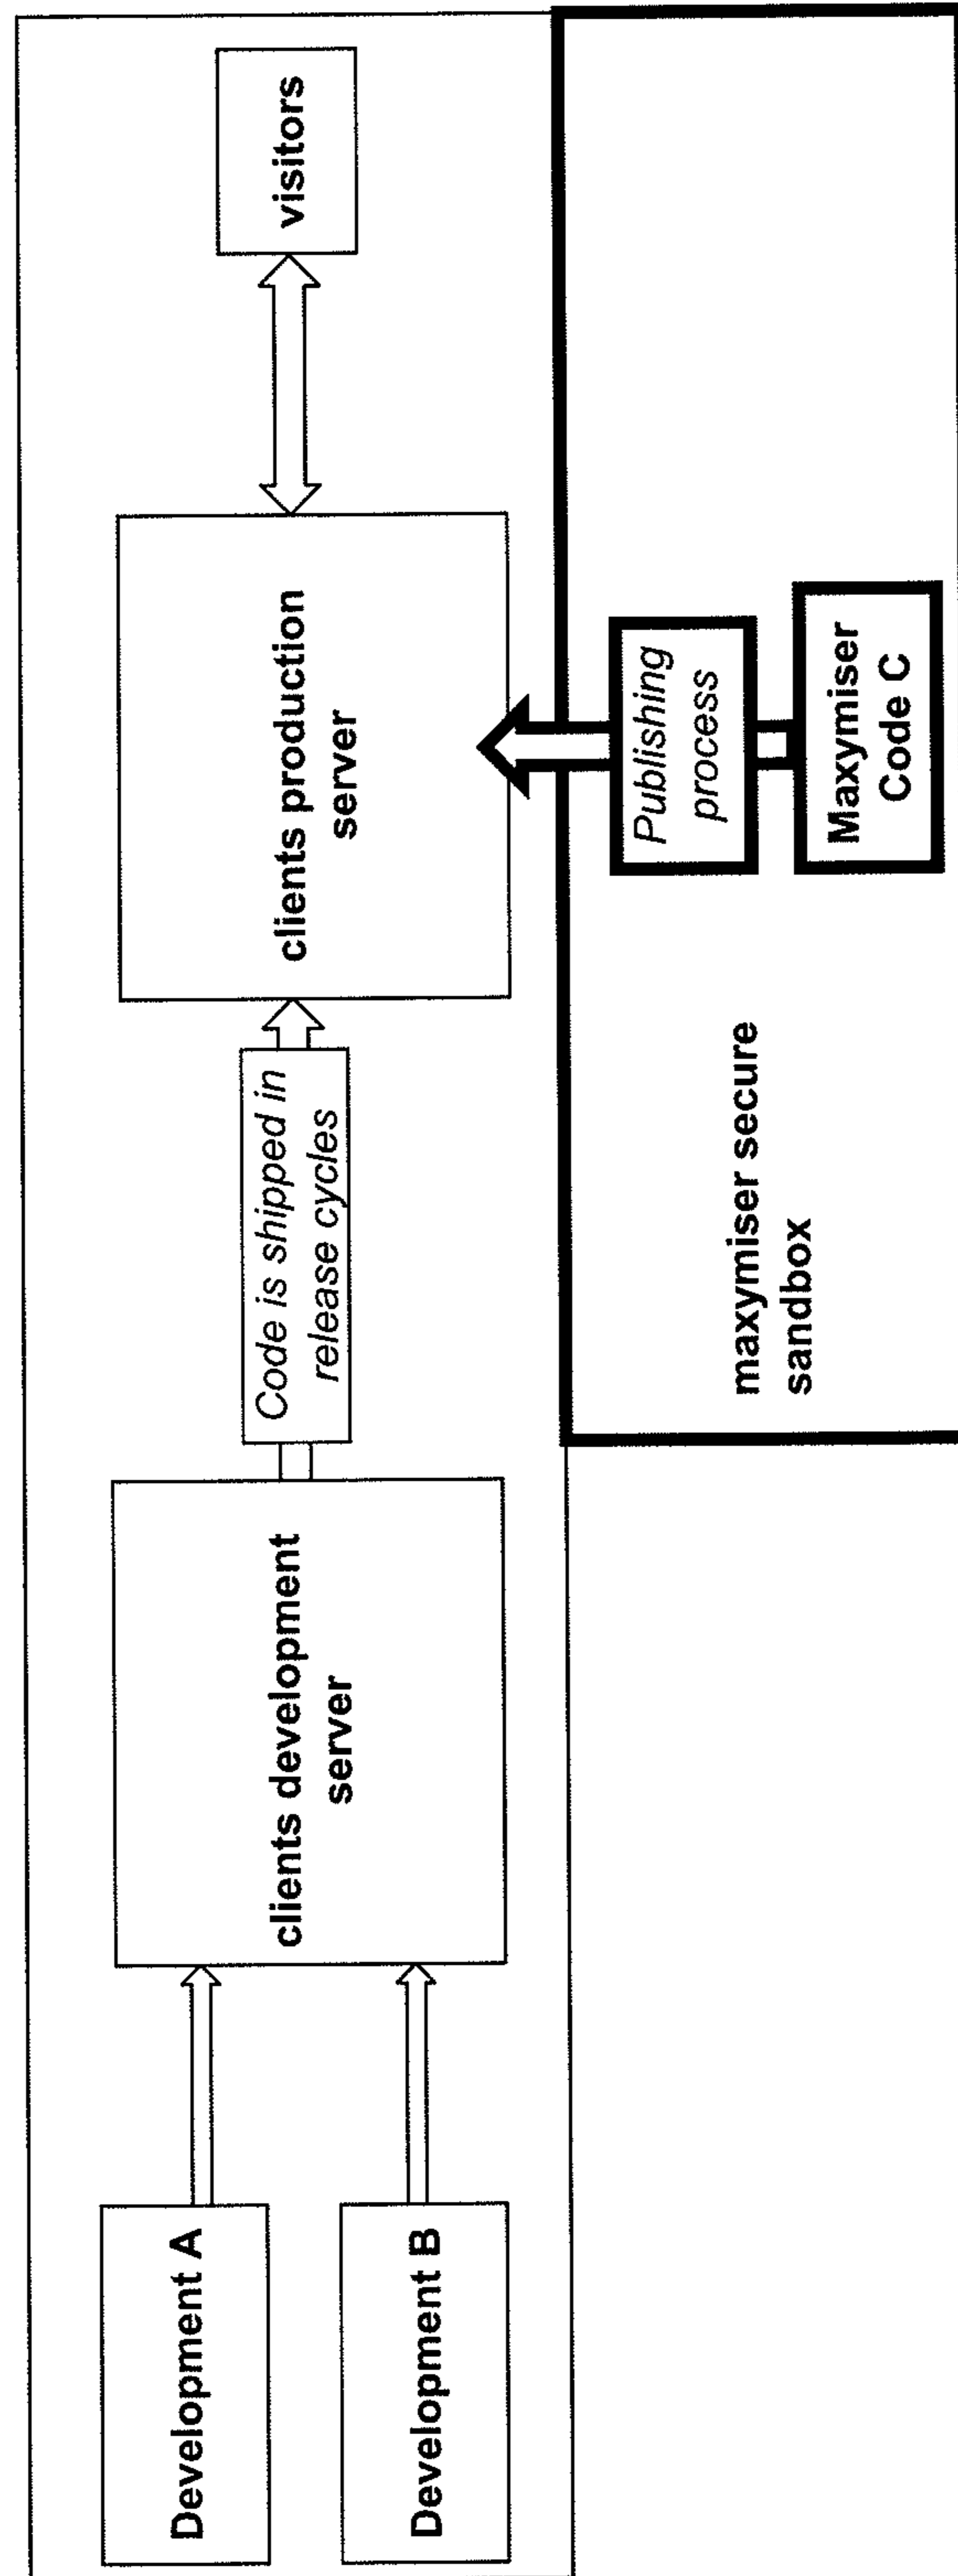 Development A
Development B
clients development
server
Code is shipped in
release cycles
clients production
server
visitors
maxymiser secure
sandbox
Publishing
process
Maxymiser
Code C